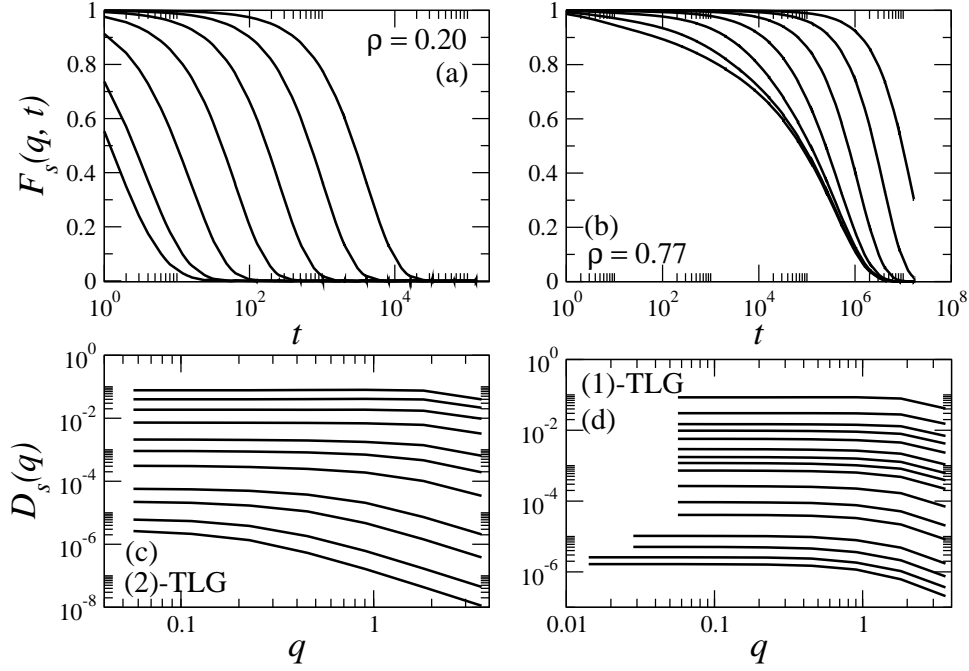 1
0.8
0.6
0.4
0.2
0
F_s(q, t)
ρ = 0.20
(a)
10^0 10^2 10^4
t
1
0.8
0.6
0.4
0.2
0
(b)
ρ = 0.77
10^0 10^2 10^4 10^6 10^8
t
10^0
10^-2
10^-4
10^-6
10^-8
D_s(q)
(c)
(2)-TLG
0.1 1
q
10^0
10^-2
10^-4
10^-6
(1)-TLG
(d)
0.01 0.1 1
q